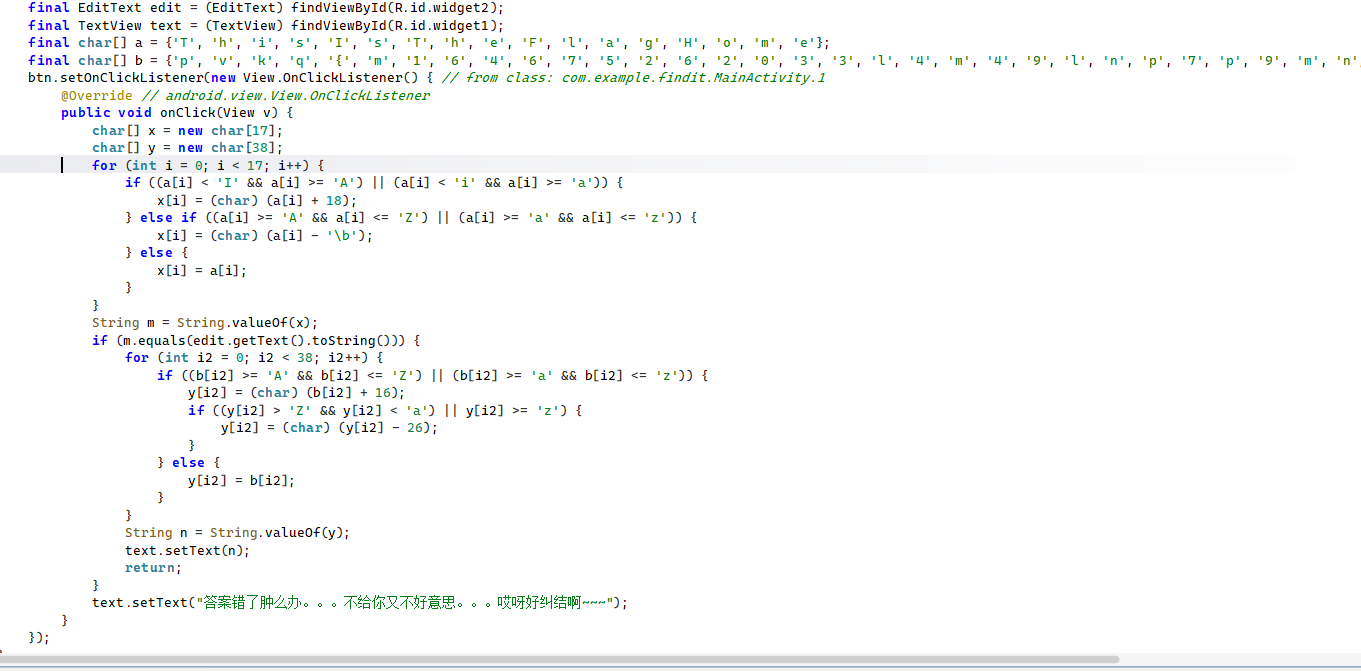 final EditText edit = (EditText) findViewById(R.id.widget2);
final TextView text = (TextView) findViewById(R.id.widget1);
final char[] a = {'T', 'h', 'i', 's', 'I', 's', 'T', 'h', 'e', 'F', 'l', 'a', 'g', 'H', 'o', 'm', 'e'};
final char[] b = {'p', 'v', 'k', 'q', '{', 'm', '1', '6', '4', '6', '7', '5', '2', '6', '2', '0', '3', '3', 'l', '4', 'm', '4', '9', 'l', 'n', 'p', '7', 'p', '9', 'm', 'n',
btn.setOnClickListener(new View.OnClickListener() { // from class: com.example.findit.MainActivity.1
@Override // android.view.View.OnClickListener
public void onClick(View v) {
char[] x = new char[17];
char[] y = new char[38];
for (int i = 0; i < 17; i++) {
if ((a[i] < 'I' && a[i] >= 'A') || (a[i] < 'i' && a[i] >= 'a')) {
x[i] = (char) (a[i] + 18);
} else if ((a[i] >= 'A' && a[i] <= 'Z') || (a[i] >= 'a' && a[i] <= 'z')) {
x[i] = (char) (a[i] - '\b');
} else {
x[i] = a[i];
}
}
String m = String.valueOf(x);
if (m.equals(edit.getText().toString())) {
for (int i2 = 0; i2 < 38; i2++) {
if ((b[i2] >= 'A' && b[i2] <= 'Z') || (b[i2] >= 'a' && b[i2] <= 'z')) {
y[i2] = (char) (b[i2] + 16);
if ((y[i2] > 'Z' && y[i2] < 'a') || y[i2] >= 'z') {
y[i2] = (char) (y[i2] - 26);
}
} else {
y[i2] = b[i2];
}
}
String n = String.valueOf(y);
text.setText(n);
return;
}
text.setText("答案错了肿么办。。。不给你又不好意思。。。哎呀好纠结啊~~~");
}
});